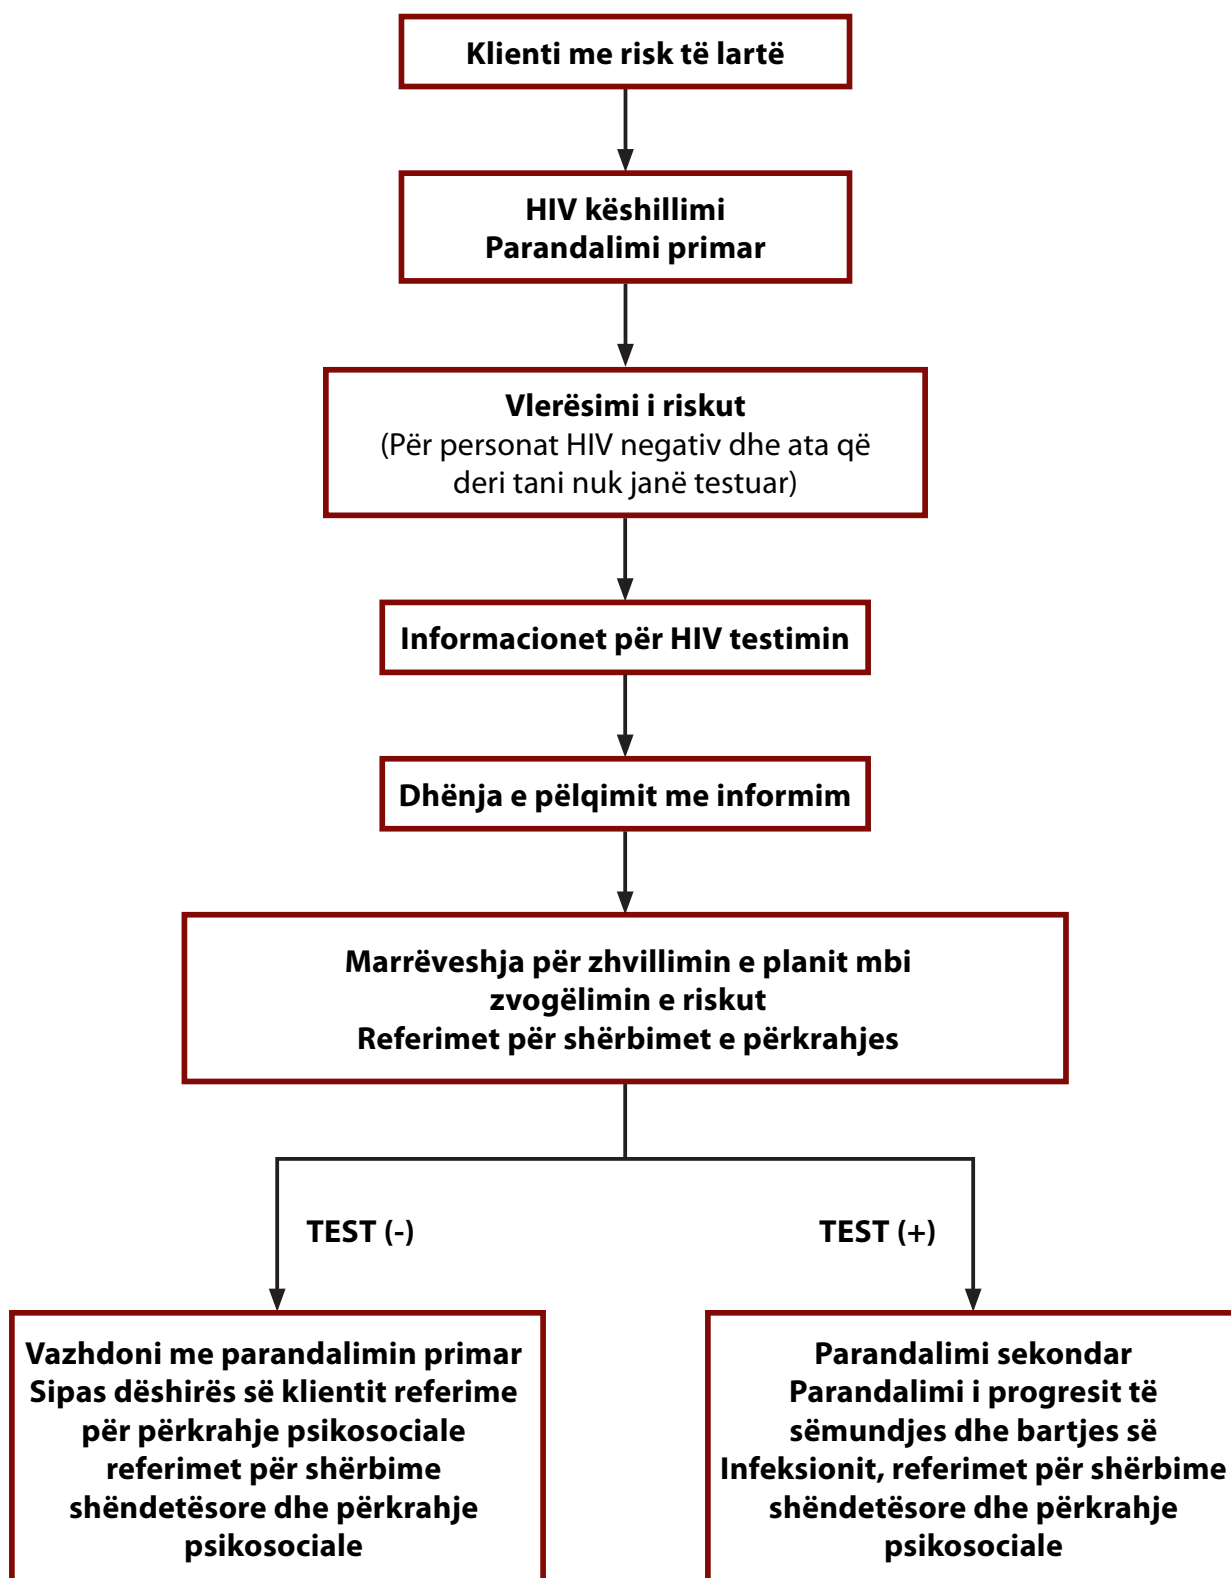 Klienti me risk të lartë
HIV këshillimi
Parandalimi primar
Vlerësimi i riskut
(Për personat HIV negativ dhe ata që
deri tani nuk janë testuar)
Informacionet për HIV testimin
Dhënja e pëlqimit me informim
Marrëveshja për zhvillimin e planit mbi
zvogëlimin e riskut
Referimet për shërbimet e përkrahjes
TEST (-)
TEST (+)
Vazhdoni me parandalimin primar
Sipas dëshirës së klientit referime
për përkrahje psikosociale
referimet për shërbime
shëndetësore dhe përkrahje
psikosociale
Parandalimi sekondar
Parandalimi i progresit të
sëmundjes dhe bartjes së
Infeksionit, referimet për shërbime
shëndetësore dhe përkrahje
psikosociale